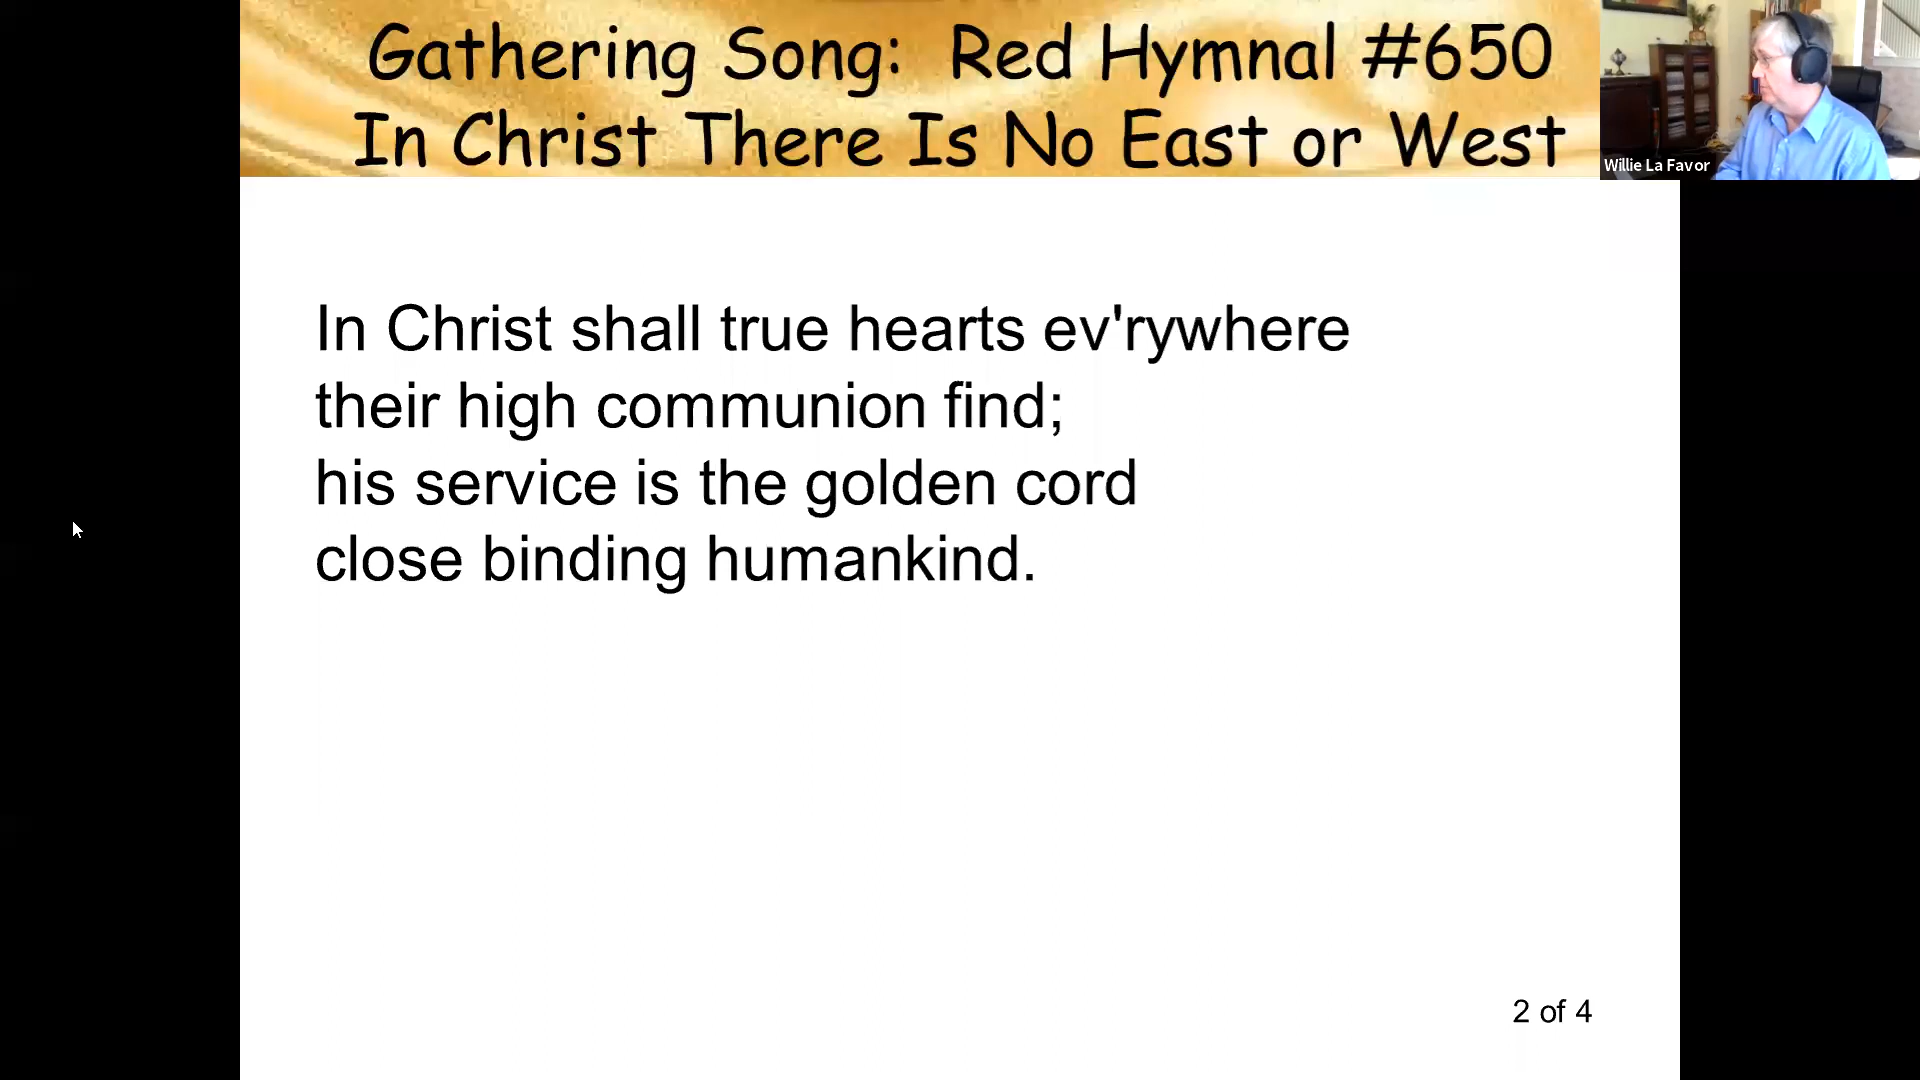 Gathering Song: Red Hymnal #650
In Christ There Is No East or West
Willie La Favor
In Christ shall true hearts ev'rywhere
their high communion find;
his service is the golden cord
close binding humankind.
2 of 4